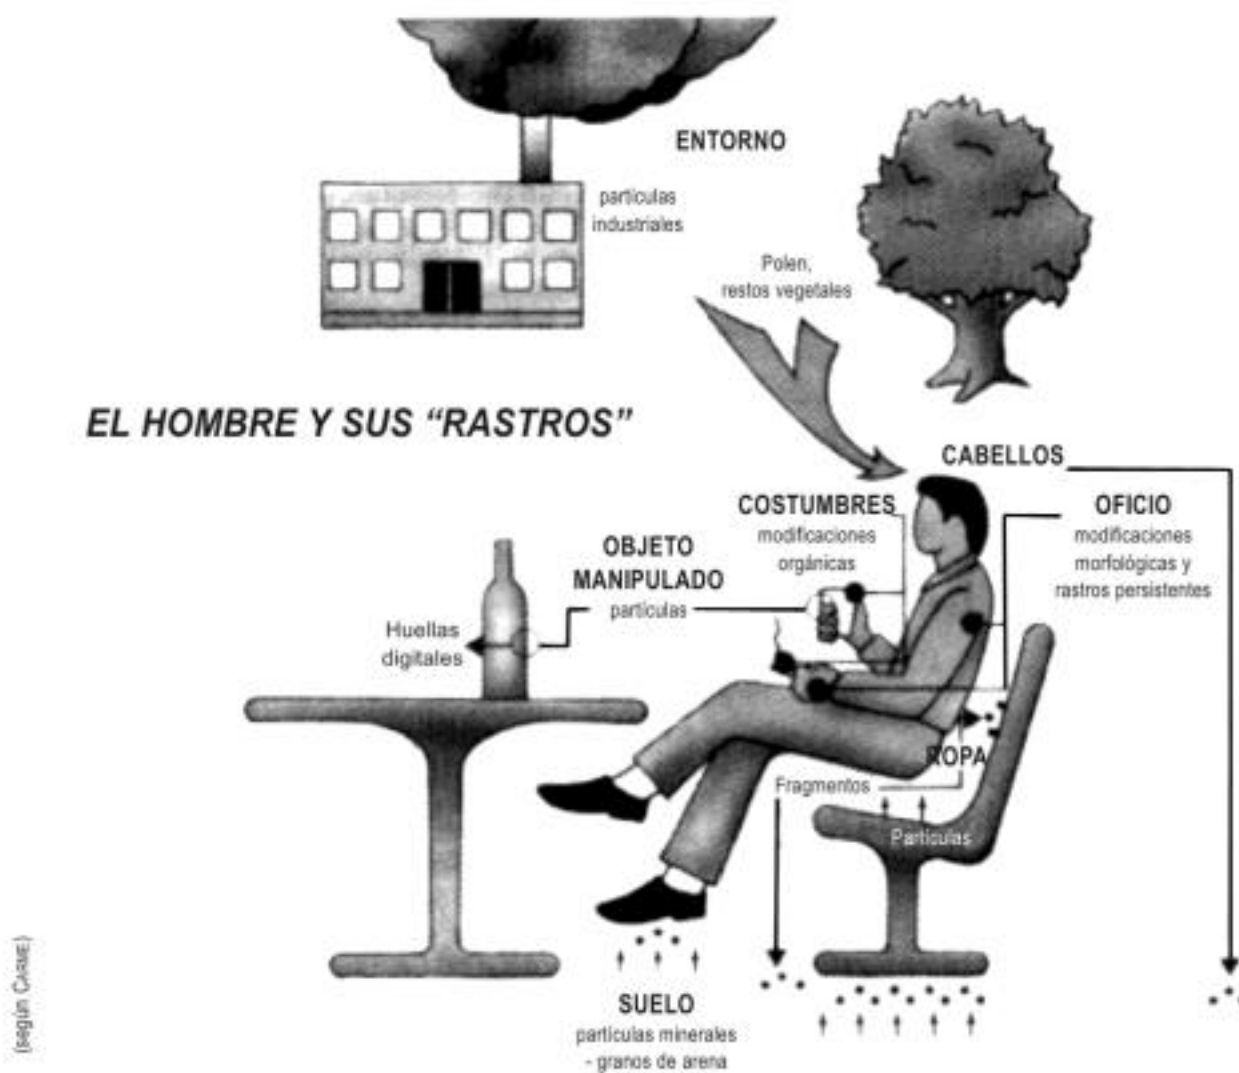 ENTORNO
partículas
industriales
Polen,
restos vegetales
EL HOMBRE Y SUS “RASTROS”
CABELLOS
COSTUMBRES
modificaciones
orgánicas
OFICIO
modificaciones
morfológicas y
rastros persistentes
OBJETO
MANIPULADO
partículas
Huellas
digitales
ROPA
Fragmentos
Partículas
SUELO
partículas minerales
- granos de arena
(según CARME)